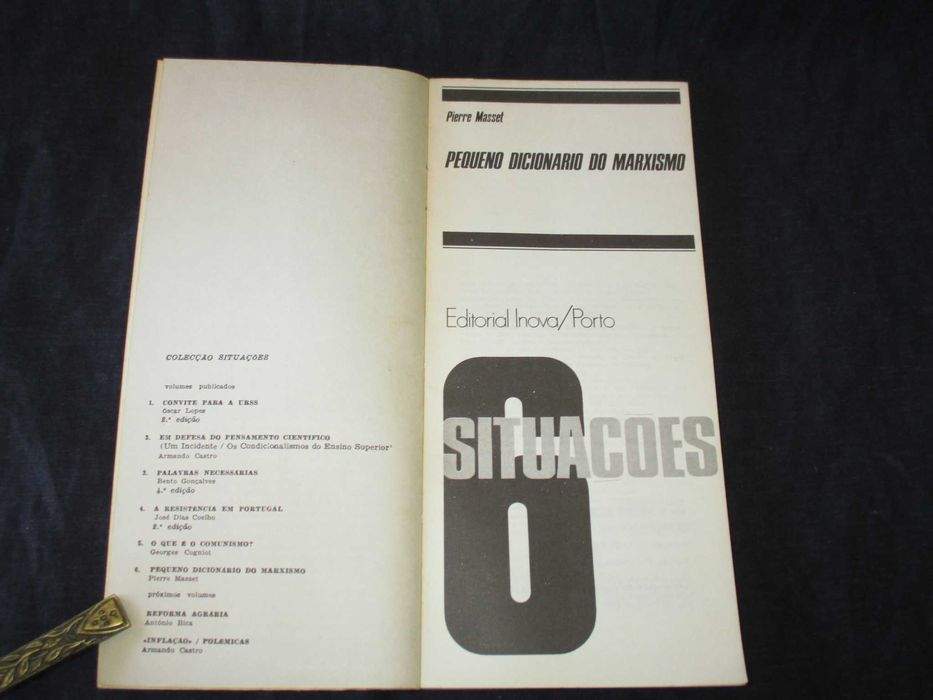 COLECÇÃO SITUAÇÕES
volumes publicados
1. CONVITE PARA A URSS
Óscar Lopes
2.ª edição
2. EM DEFESA DO PENSAMENTO CIENTÍFICO
(Um Incidente / Os Condicionalismos do Ensino Superior)
Armando Castro
3. PALAVRAS NECESSÁRIAS
Bento Gonçalves
4.ª edição
4. A RESISTENCIA EM PORTUGAL
José Dias Coelho
2.ª edição
5. O QUE É O COMUNISMO?
Georges Cogniot
6. PEQUENO DICIONÁRIO DO MARXISMO
Pierre Masset
próximos volumes
REFORMA AGRÁRIA
António Bica
«INFLAÇÃO» / POLÉMICAS
Armando Castro
Pierre Masset
PEQUENO DICIONARIO DO MARXISMO
Editorial Inova/Porto
6
SITUACÕES